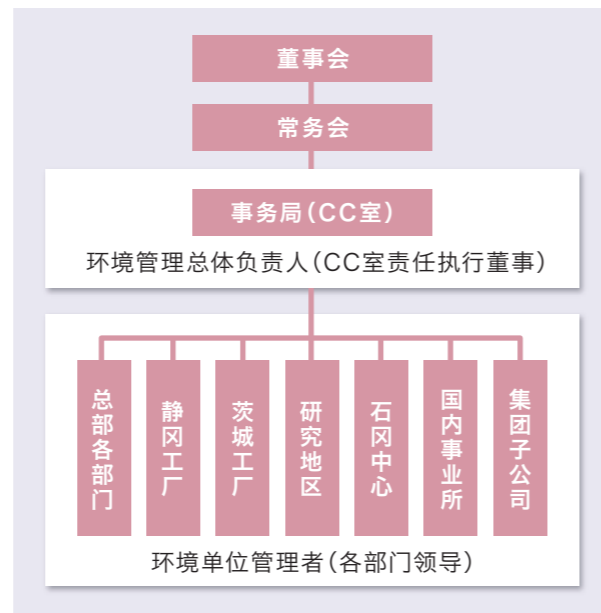 董事会
常务会
事务局(CC室)
环境管理总体负责人(CC室责任执行董事)
总部各部门
静冈工厂
茨城工厂
研究地区
石冈中心
国内事业所
集团子公司
环境单位管理者(各部门领导)